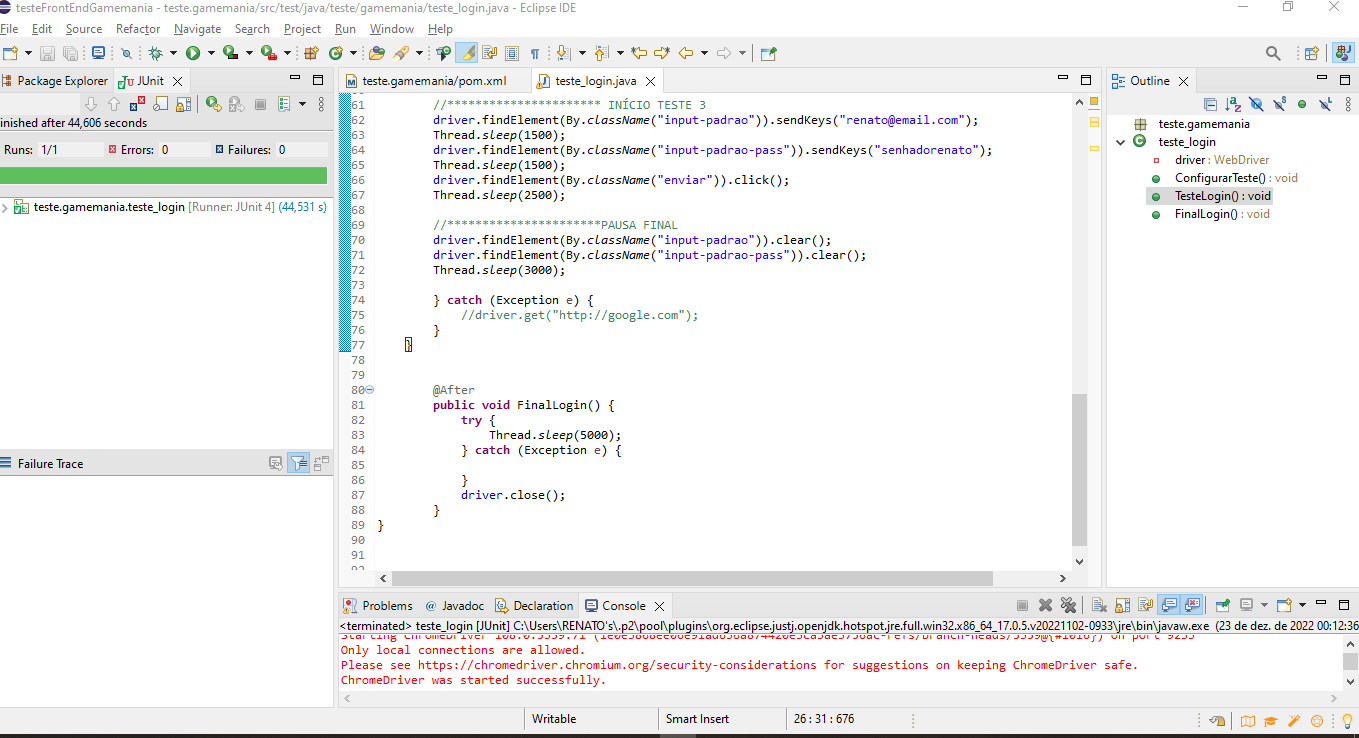 testeFrontEndGamemania - teste.gamemania/src/test/java/teste/gamemania/teste_login.java - Eclipse IDE
File Edit Source Refactor Navigate Search Project Run Window Help
Package Explorer JUnit
inished after 44,606 seconds
Runs: 1/1 Errors: 0 Failures: 0
teste.gamemania.teste_login [Runner: JUnit 4] (44,531 s)
Failure Trace
teste.gamemania/pom.xml teste_login.java
61 //********************** INÍCIO TESTE 3
62 driver.findElement(By.className("input-padrao")).sendKeys("renato@email.com");
63 Thread.sleep(1500);
64 driver.findElement(By.className("input-padrao-pass")).sendKeys("senhadorenato");
65 Thread.sleep(1500);
66 driver.findElement(By.className("enviar")).click();
67 Thread.sleep(2500);
68
69 //**********************PAUSA FINAL
70 driver.findElement(By.className("input-padrao")).clear();
71 driver.findElement(By.className("input-padrao-pass")).clear();
72 Thread.sleep(3000);
73
74 } catch (Exception e) {
75 //driver.get("http://google.com");
76 }
77 }
78
79
80 @After
81 public void FinalLogin() {
82 try {
83 Thread.sleep(5000);
84 } catch (Exception e) {
85
86 }
87 driver.close();
88 }
89 }
90
91
92
Outline
teste.gamemania
teste_login
driver : WebDriver
ConfigurarTeste() : void
TesteLogin() : void
FinalLogin() : void
Problems @ Javadoc Declaration Console
<terminated> teste_login [JUnit] C:\Users\RENATO's\.p2\pool\plugins\org.eclipse.justj.openjdk.hotspot.jre.full.win32.x86_64_17.0.5.v20221102-0933\jre\bin\javaw.exe (23 de dez. de 2022 00:12:36
Starting ChromeDriver 108.0.5359.71 on port 9253
Only local connections are allowed.
Please see https://chromedriver.chromium.org/security-considerations for suggestions on keeping ChromeDriver safe.
ChromeDriver was started successfully.
Writable Smart Insert 26 : 31 : 676